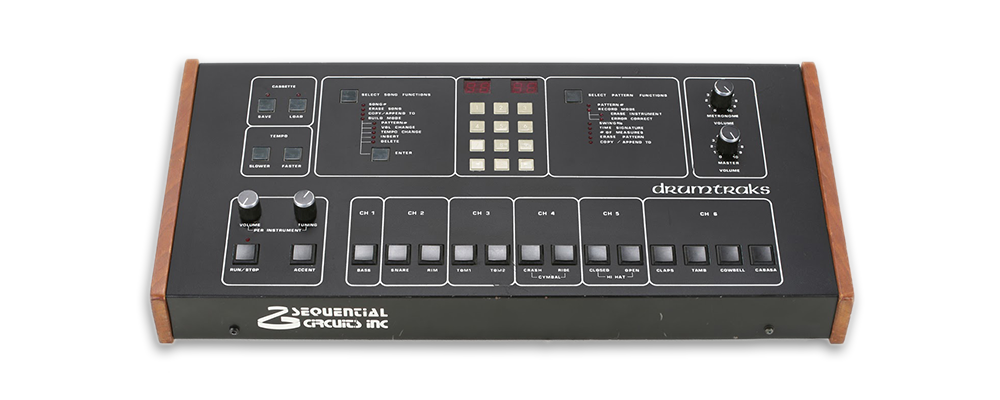 CASSETTE
SAVE LOAD
TEMPO
SLOWER FASTER
SELECT SONG FUNCTIONS
SONG #
ERASE SONG
COPY/APPEND TO
BUILD MODE
PATTERN #
VOL CHANGE
TEMPO CHANGE
INSERT
DELETE
ENTER
SELECT PATTERN FUNCTIONS
PATTERN #
RECORD MODE
ERASE INSTRUMENT
ERROR CORRECT
SWING %
TIME SIGNATURE
# OF MEASURES
ERASE PATTERN
COPY / APPEND TO
METRONOME
VOLUME
0 10
MASTER
VOLUME
drumtraks
VOLUME TUNING
PER INSTRUMENT
RUN/STOP ACCENT
CH 1 CH 2 CH 3 CH 4 CH 5 CH 6
BASS SNARE RIM TOM1 TOM2 CRASH RIDE CLOSED OPEN CLAPS TAMB COWBELL CABASA
CYMBAL HI HAT
SEQUENTIAL
CIRCUITS INC